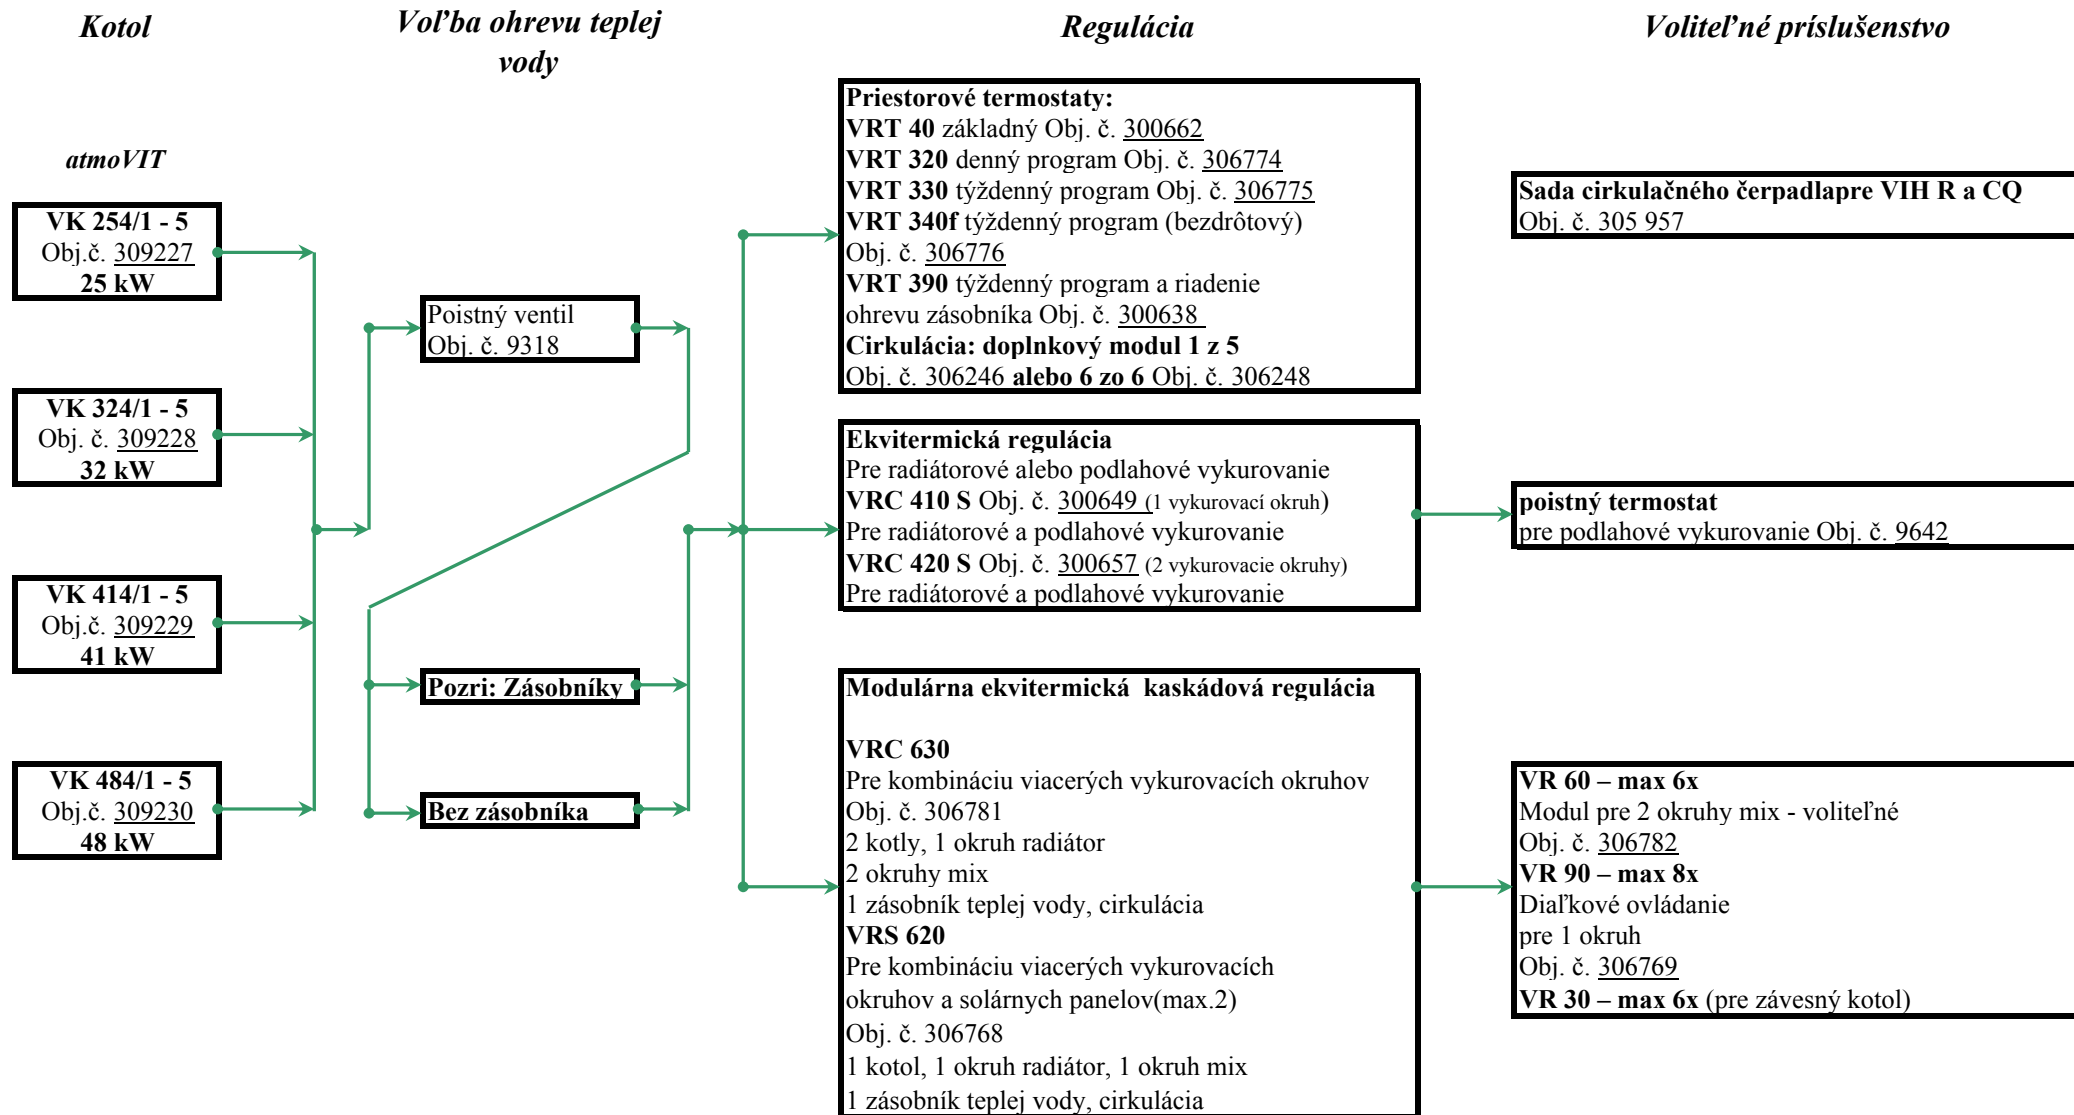 Kotol
Voľba ohrevu teplej
vody
Regulácia
Voliteľné príslušenstvo
atmoVIT
VK 254/1 - 5
Obj.č. 309227
25 kW
VK 324/1 - 5
Obj. č. 309228
32 kW
VK 414/1 - 5
Obj.č. 309229
41 kW
VK 484/1 - 5
Obj.č. 309230
48 kW
Poistný ventil
Obj. č. 9318
Pozri: Zásobníky
Bez zásobníka
Priestorové termostaty:
VRT 40 základný Obj. č. 300662
VRT 320 denný program Obj. č. 306774
VRT 330 týždenný program Obj. č. 306775
VRT 340f týždenný program (bezdrôtový)
Obj. č. 306776
VRT 390 týždenný program a riadenie
ohrevu zásobníka Obj. č. 300638
Cirkulácia: doplnkový modul 1 z 5
Obj. č. 306246 alebo 6 zo 6 Obj. č. 306248
Ekvitermická regulácia
Pre radiátorové alebo podlahové vykurovanie
VRC 410 S Obj. č. 300649 (1 vykurovací okruh)
Pre radiátorové a podlahové vykurovanie
VRC 420 S Obj. č. 300657 (2 vykurovacie okruhy)
Pre radiátorové a podlahové vykurovanie
Modulárna ekvitermická kaskádová regulácia
VRC 630
Pre kombináciu viacerých vykurovacích okruhov
Obj. č. 306781
2 kotly, 1 okruh radiátor
2 okruhy mix
1 zásobník teplej vody, cirkulácia
VRS 620
Pre kombináciu viacerých vykurovacích
okruhov a solárnych panelov(max.2)
Obj. č. 306768
1 kotol, 1 okruh radiátor, 1 okruh mix
1 zásobník teplej vody, cirkulácia
Sada cirkulačného čerpadlapre VIH R a CQ
Obj. č. 305 957
poistný termostat
pre podlahové vykurovanie Obj. č. 9642
VR 60 – max 6x
Modul pre 2 okruhy mix - voliteľné
Obj. č. 306782
VR 90 – max 8x
Diaľkové ovládanie
pre 1 okruh
Obj. č. 306769
VR 30 – max 6x (pre závesný kotol)